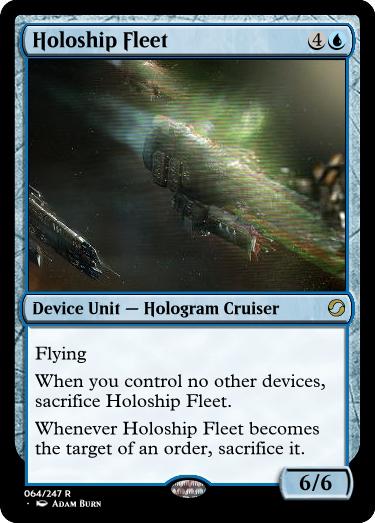 Holoship Fleet 4
Device Unit — Hologram Cruiser
Flying
When you control no other devices,
sacrifice Holoship Fleet.
Whenever Holoship Fleet becomes
the target of an order, sacrifice it.
6/6
064/247 R
· Adam Burn